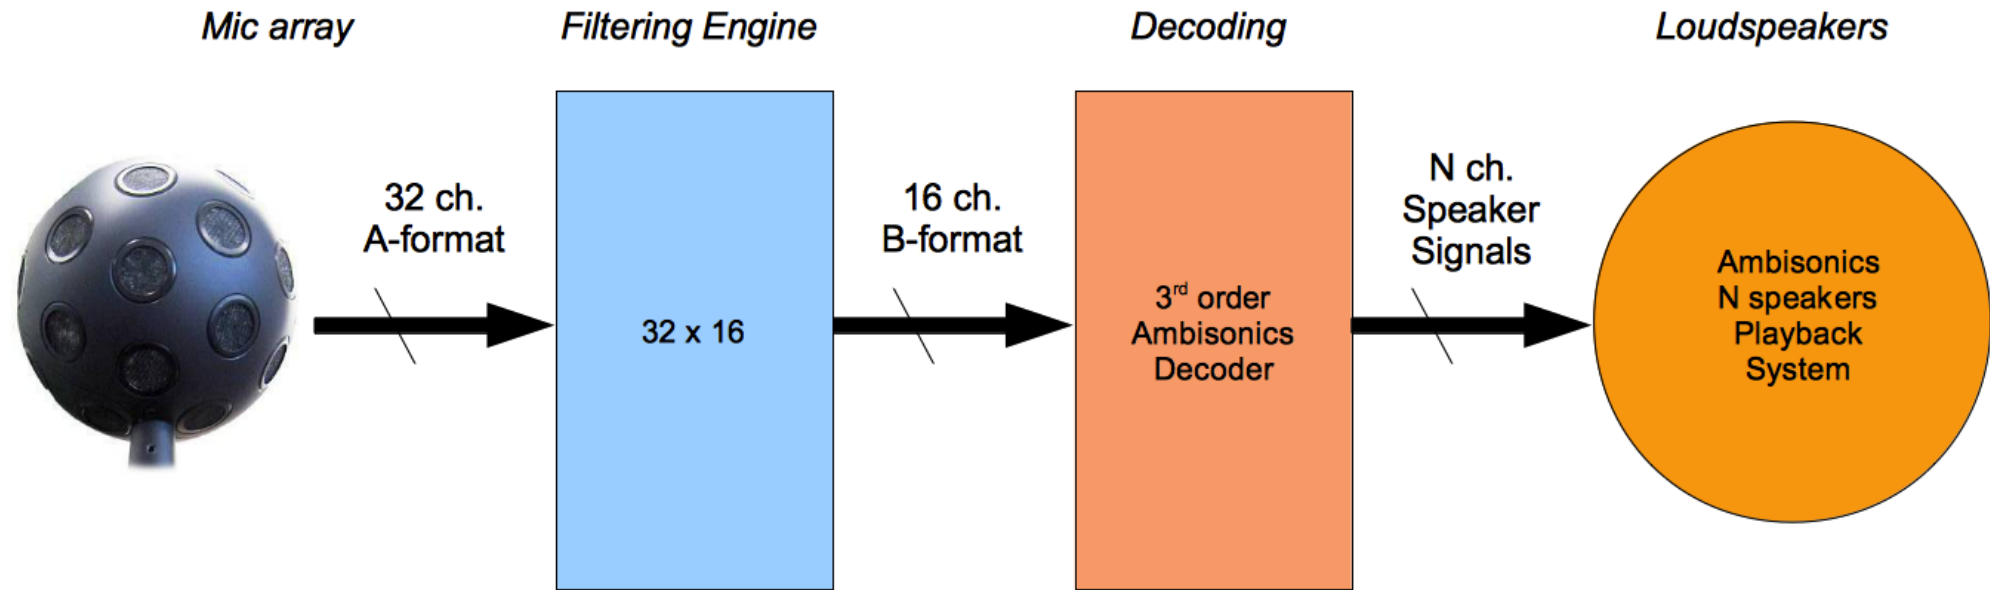 Mic array
Filtering Engine
Decoding
Loudspeakers
32 ch.
A-format
32 x 16
16 ch.
B-format
3rd order
Ambisonics
Decoder
N ch.
Speaker
Signals
Ambisonics
N speakers
Playback
System